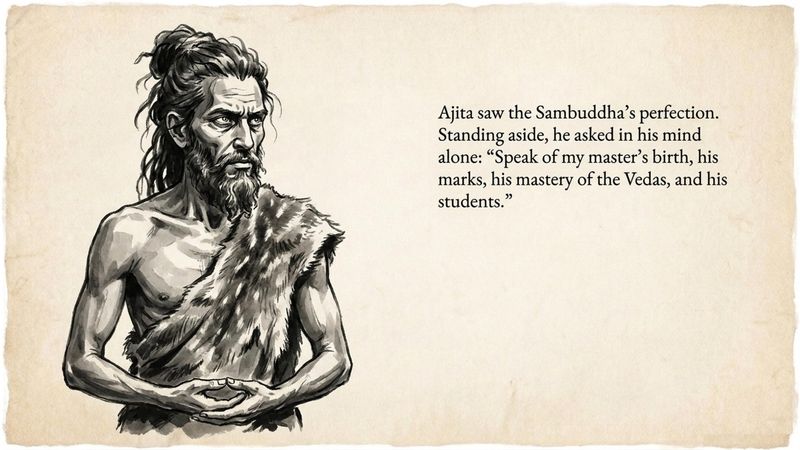 Ajita saw the Sambuddha’s perfection.
Standing aside, he asked in his mind
alone: “Speak of my master’s birth, his
marks, his mastery of the Vedas, and his
students.”